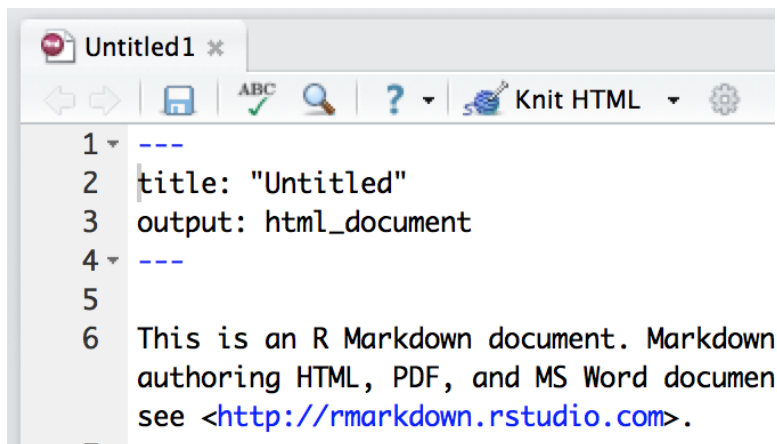 Untitled1
ABC ? Knit HTML
1 ---
2 title: "Untitled"
3 output: html_document
4 ---
5
6 This is an R Markdown document. Markdown
authoring HTML, PDF, and MS Word documen
see <http://rmarkdown.rstudio.com>.